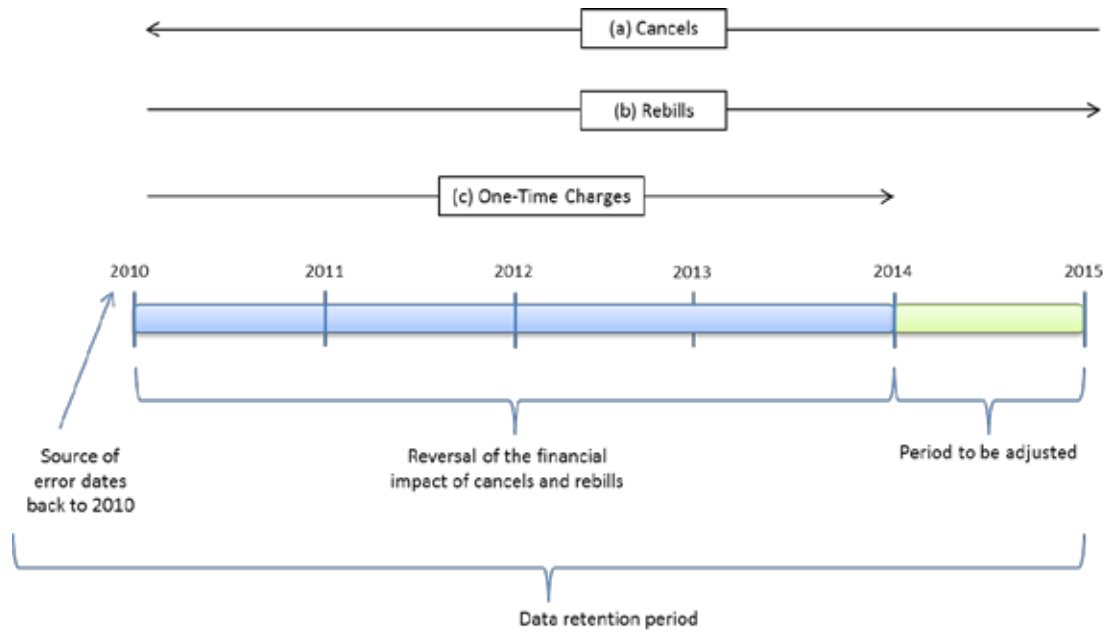 (a) Cancels
(b) Rebills
(c) One-Time Charges
2010 2011 2012 2013 2014 2015
Source of
error dates
back to 2010
Reversal of the financial
impact of cancels and rebills
Period to be adjusted
Data retention period